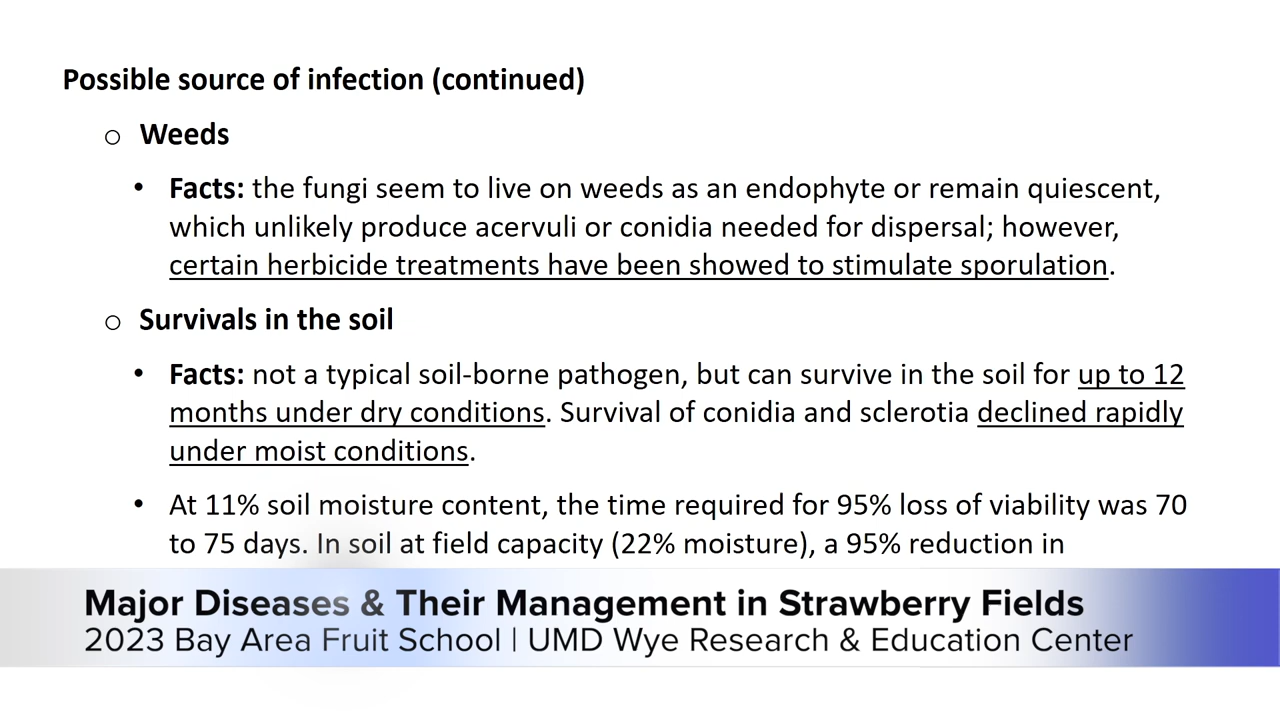 Possible source of infection (continued)
o Weeds
• Facts: the fungi seem to live on weeds as an endophyte or remain quiescent,
which unlikely produce acervuli or conidia needed for dispersal; however,
certain herbicide treatments have been showed to stimulate sporulation.
o Survivals in the soil
• Facts: not a typical soil-borne pathogen, but can survive in the soil for up to 12
months under dry conditions. Survival of conidia and sclerotia declined rapidly
under moist conditions.
• At 11% soil moisture content, the time required for 95% loss of viability was 70
to 75 days. In soil at field capacity (22% moisture), a 95% reduction in
Major Diseases & Their Management in Strawberry Fields
2023 Bay Area Fruit School | UMD Wye Research & Education Center